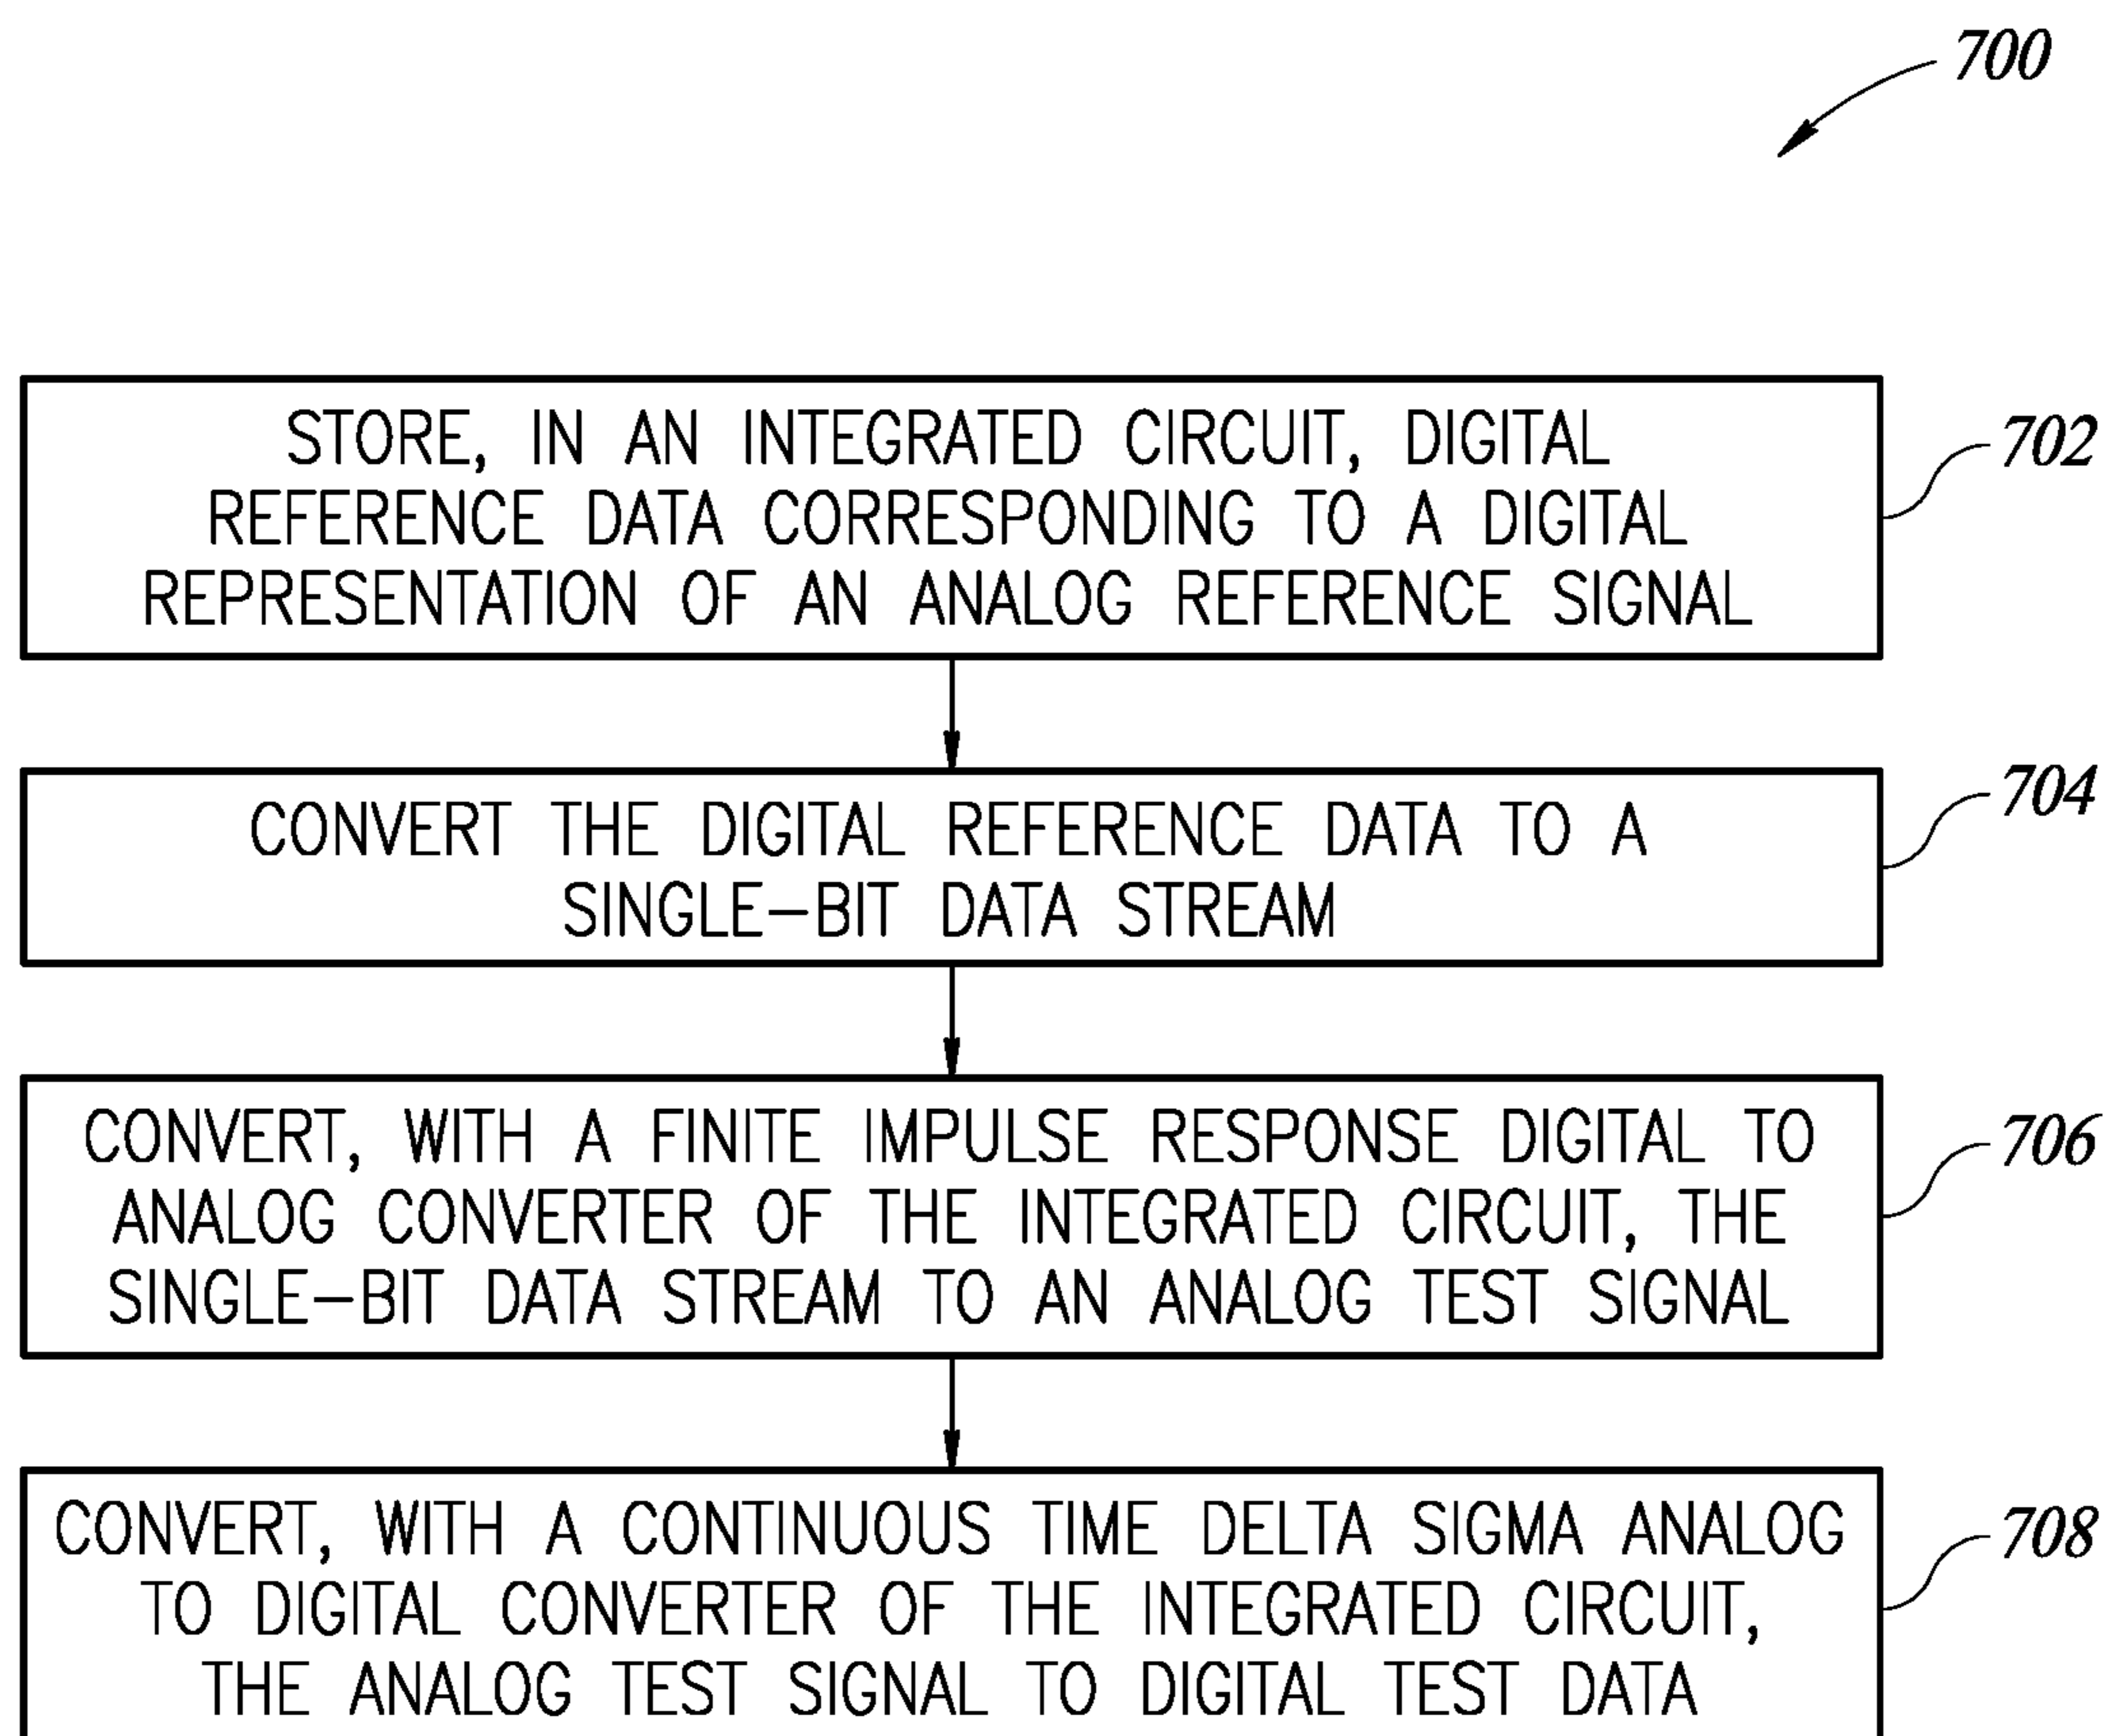 700
STORE, IN AN INTEGRATED CIRCUIT, DIGITAL
REFERENCE DATA CORRESPONDING TO A DIGITAL
REPRESENTATION OF AN ANALOG REFERENCE SIGNAL
702
CONVERT THE DIGITAL REFERENCE DATA TO A
SINGLE–BIT DATA STREAM
704
CONVERT, WITH A FINITE IMPULSE RESPONSE DIGITAL TO
ANALOG CONVERTER OF THE INTEGRATED CIRCUIT, THE
SINGLE–BIT DATA STREAM TO AN ANALOG TEST SIGNAL
706
CONVERT, WITH A CONTINUOUS TIME DELTA SIGMA ANALOG
TO DIGITAL CONVERTER OF THE INTEGRATED CIRCUIT,
THE ANALOG TEST SIGNAL TO DIGITAL TEST DATA
708